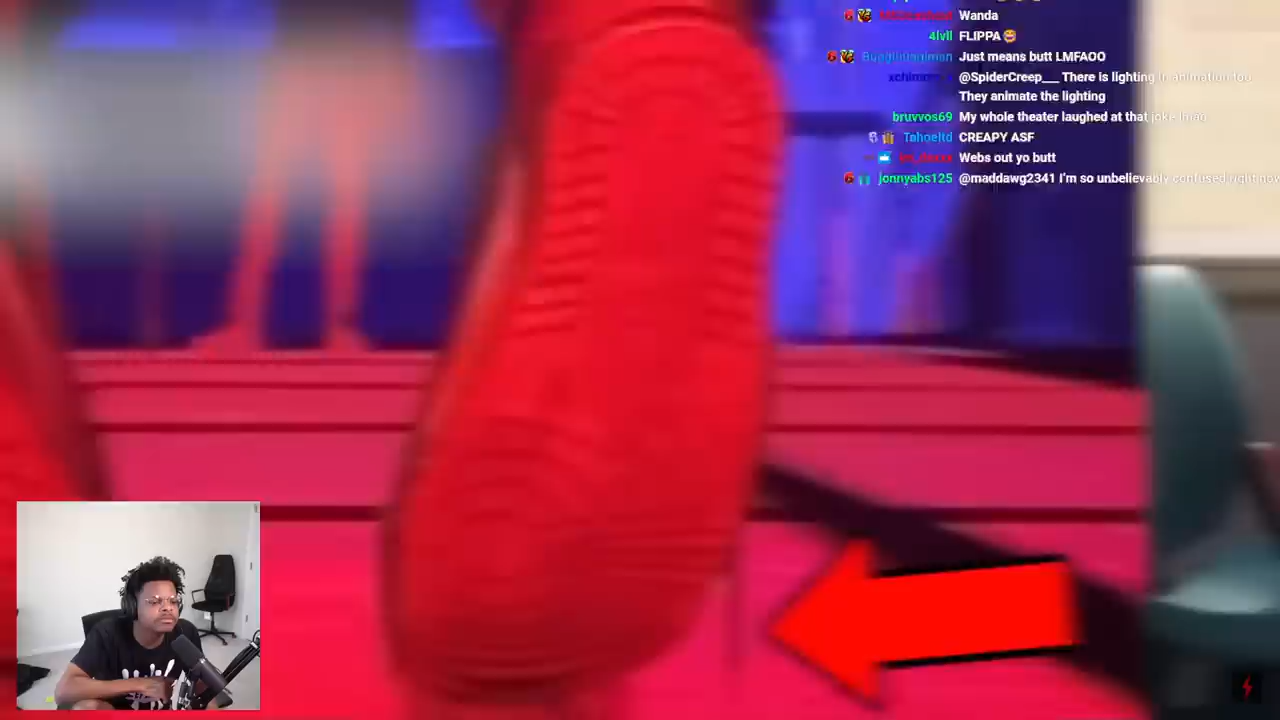 Wanda
4lvll FLIPPA
Just means butt LMFAOO
@SpiderCreep___ There is lighting in animation too
They animate the lighting
bruvvos69 My whole theater laughed at that joke lmao
Tahoeltd CREAPY ASF
Webs out yo butt
jonnyabs125 @maddawg2341 I'm so unbelievably confused right now